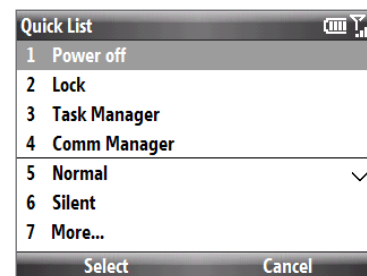 Quick List
1 Power off
2 Lock
3 Task Manager
4 Comm Manager
5 Normal
6 Silent
7 More...
Select Cancel